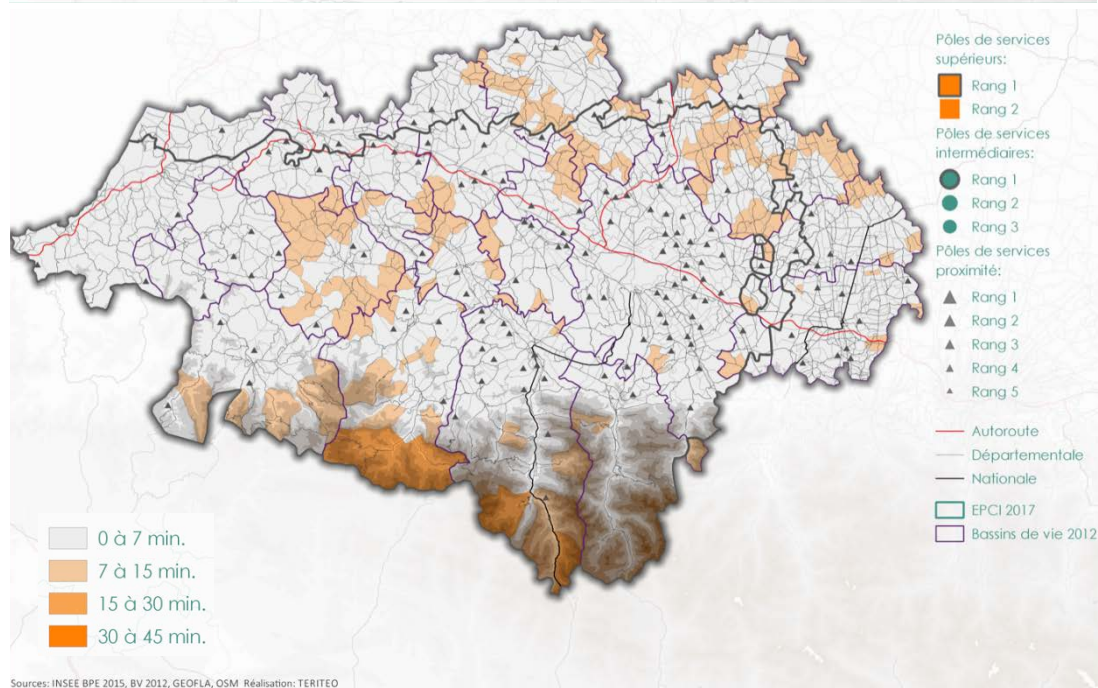 Pôles de services
supérieurs:
Rang 1
Rang 2
Pôles de services
intermédiaires:
Rang 1
Rang 2
Rang 3
Pôles de services
proximité:
Rang 1
Rang 2
Rang 3
Rang 4
Rang 5
Autoroute
Départementale
Nationale
EPCI 2017
Bassins de vie 2012
0 à 7 min.
7 à 15 min.
15 à 30 min.
30 à 45 min.
Sources: INSEE BPE 2015, BV 2012, GEOFLA, OSM Réalisation: TERITEO